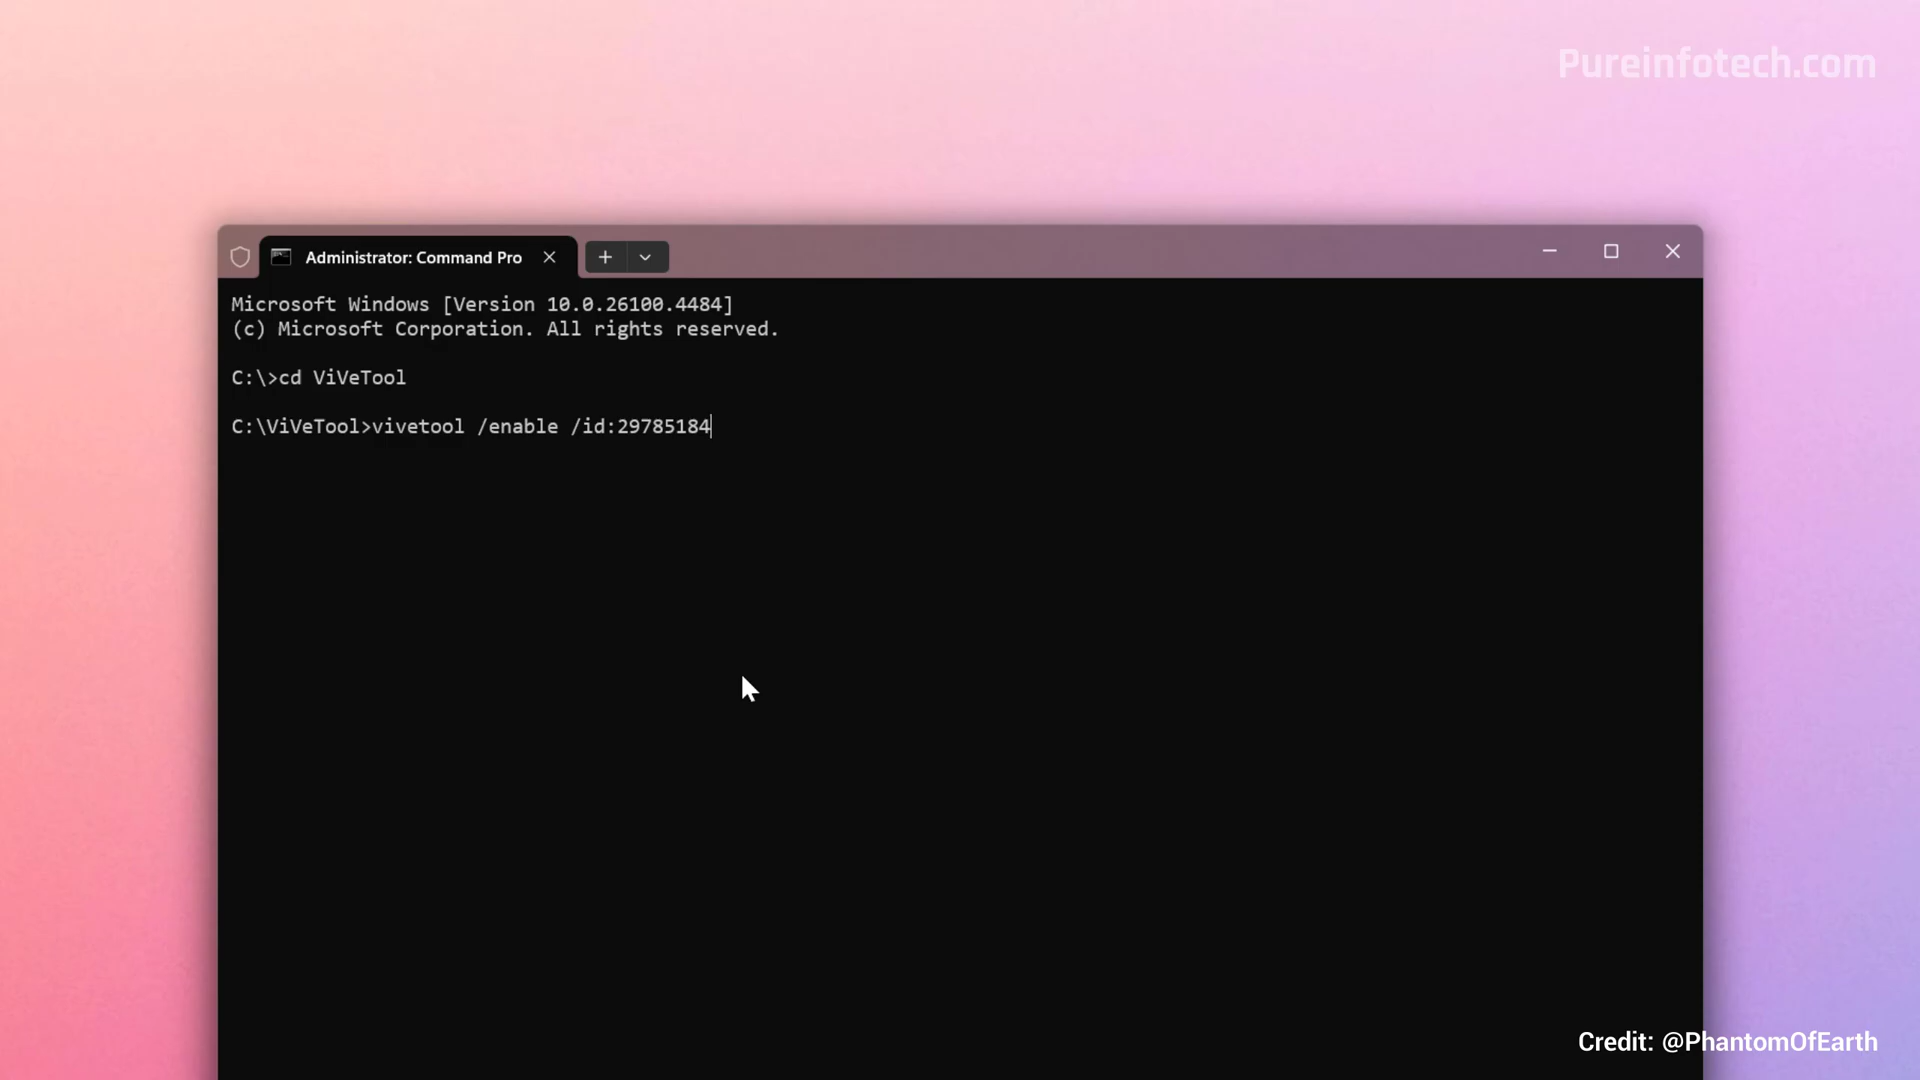 Pureinfotech.com
Administrator: Command Pro
Microsoft Windows [Version 10.0.26100.4484]
(c) Microsoft Corporation. All rights reserved.
C:\>cd ViVeTool
C:\ViVeTool>vivetool /enable /id:29785184
Credit: @PhantomOfEarth